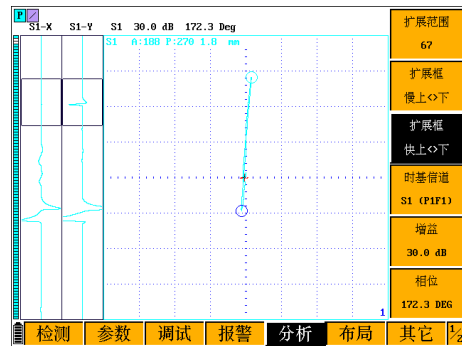 P
S1-X S1-Y S1 30.0 dB 172.3 Deg
S1 A:188 P:270 1.0 mm
扩展范围
67
扩展框
慢上<>下
扩展框
快上<>下
时基信道
S1 (P1F1)
增益
30.0 dB
相位
172.3 DEG
1
检测 参数 调试 报警 分析 布局 其它 1/2